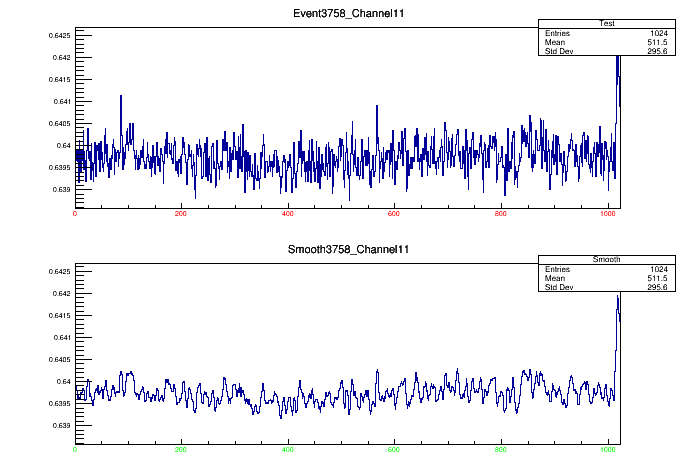 Event3758_Channel11
Test
Entries 1024
Mean 511.5
Std Dev 295.6
0.6425
0.642
0.6415
0.641
0.6405
0.64
0.6395
0.639
0 200 400 600 800 1000
Smooth3758_Channel11
Smooth
Entries 1024
Mean 511.5
Std Dev 295.6
0.6425
0.642
0.6415
0.641
0.6405
0.64
0.6395
0.639
0 200 400 600 800 1000